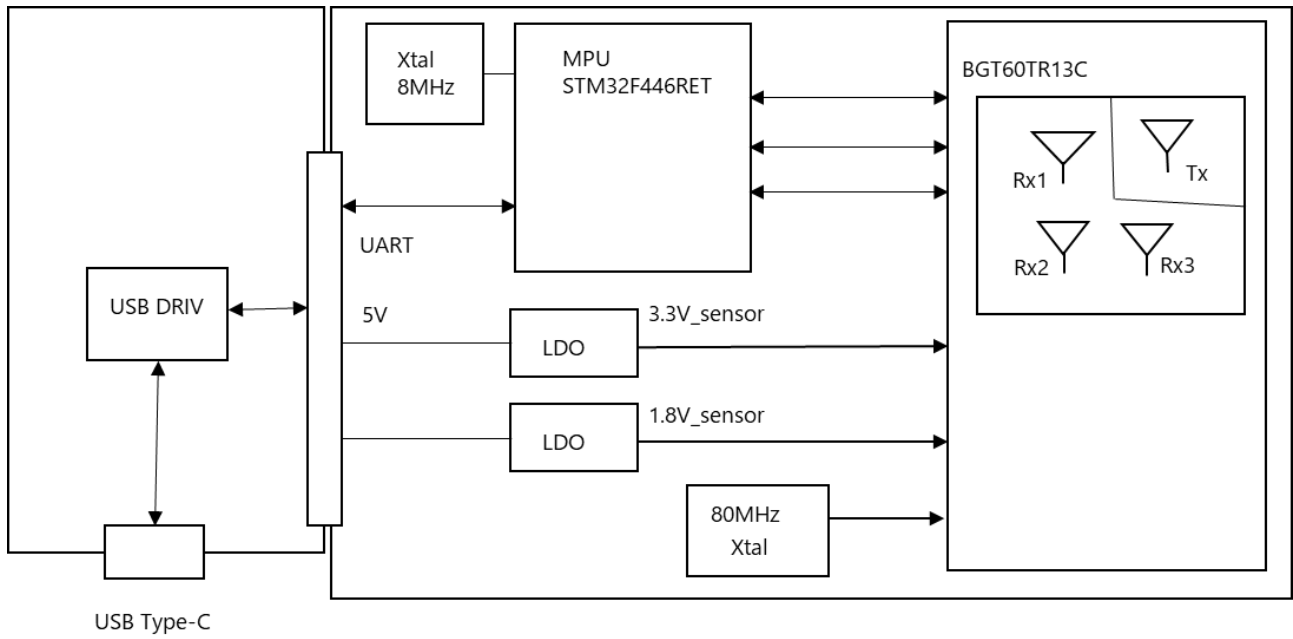 Xtal
8MHz
MPU
STM32F446RET
BGT60TR13C
Rx1
Tx
Rx2
Rx3
UART
USB DRIV
5V
LDO
3.3V_sensor
LDO
1.8V_sensor
80MHz
Xtal
USB Type-C